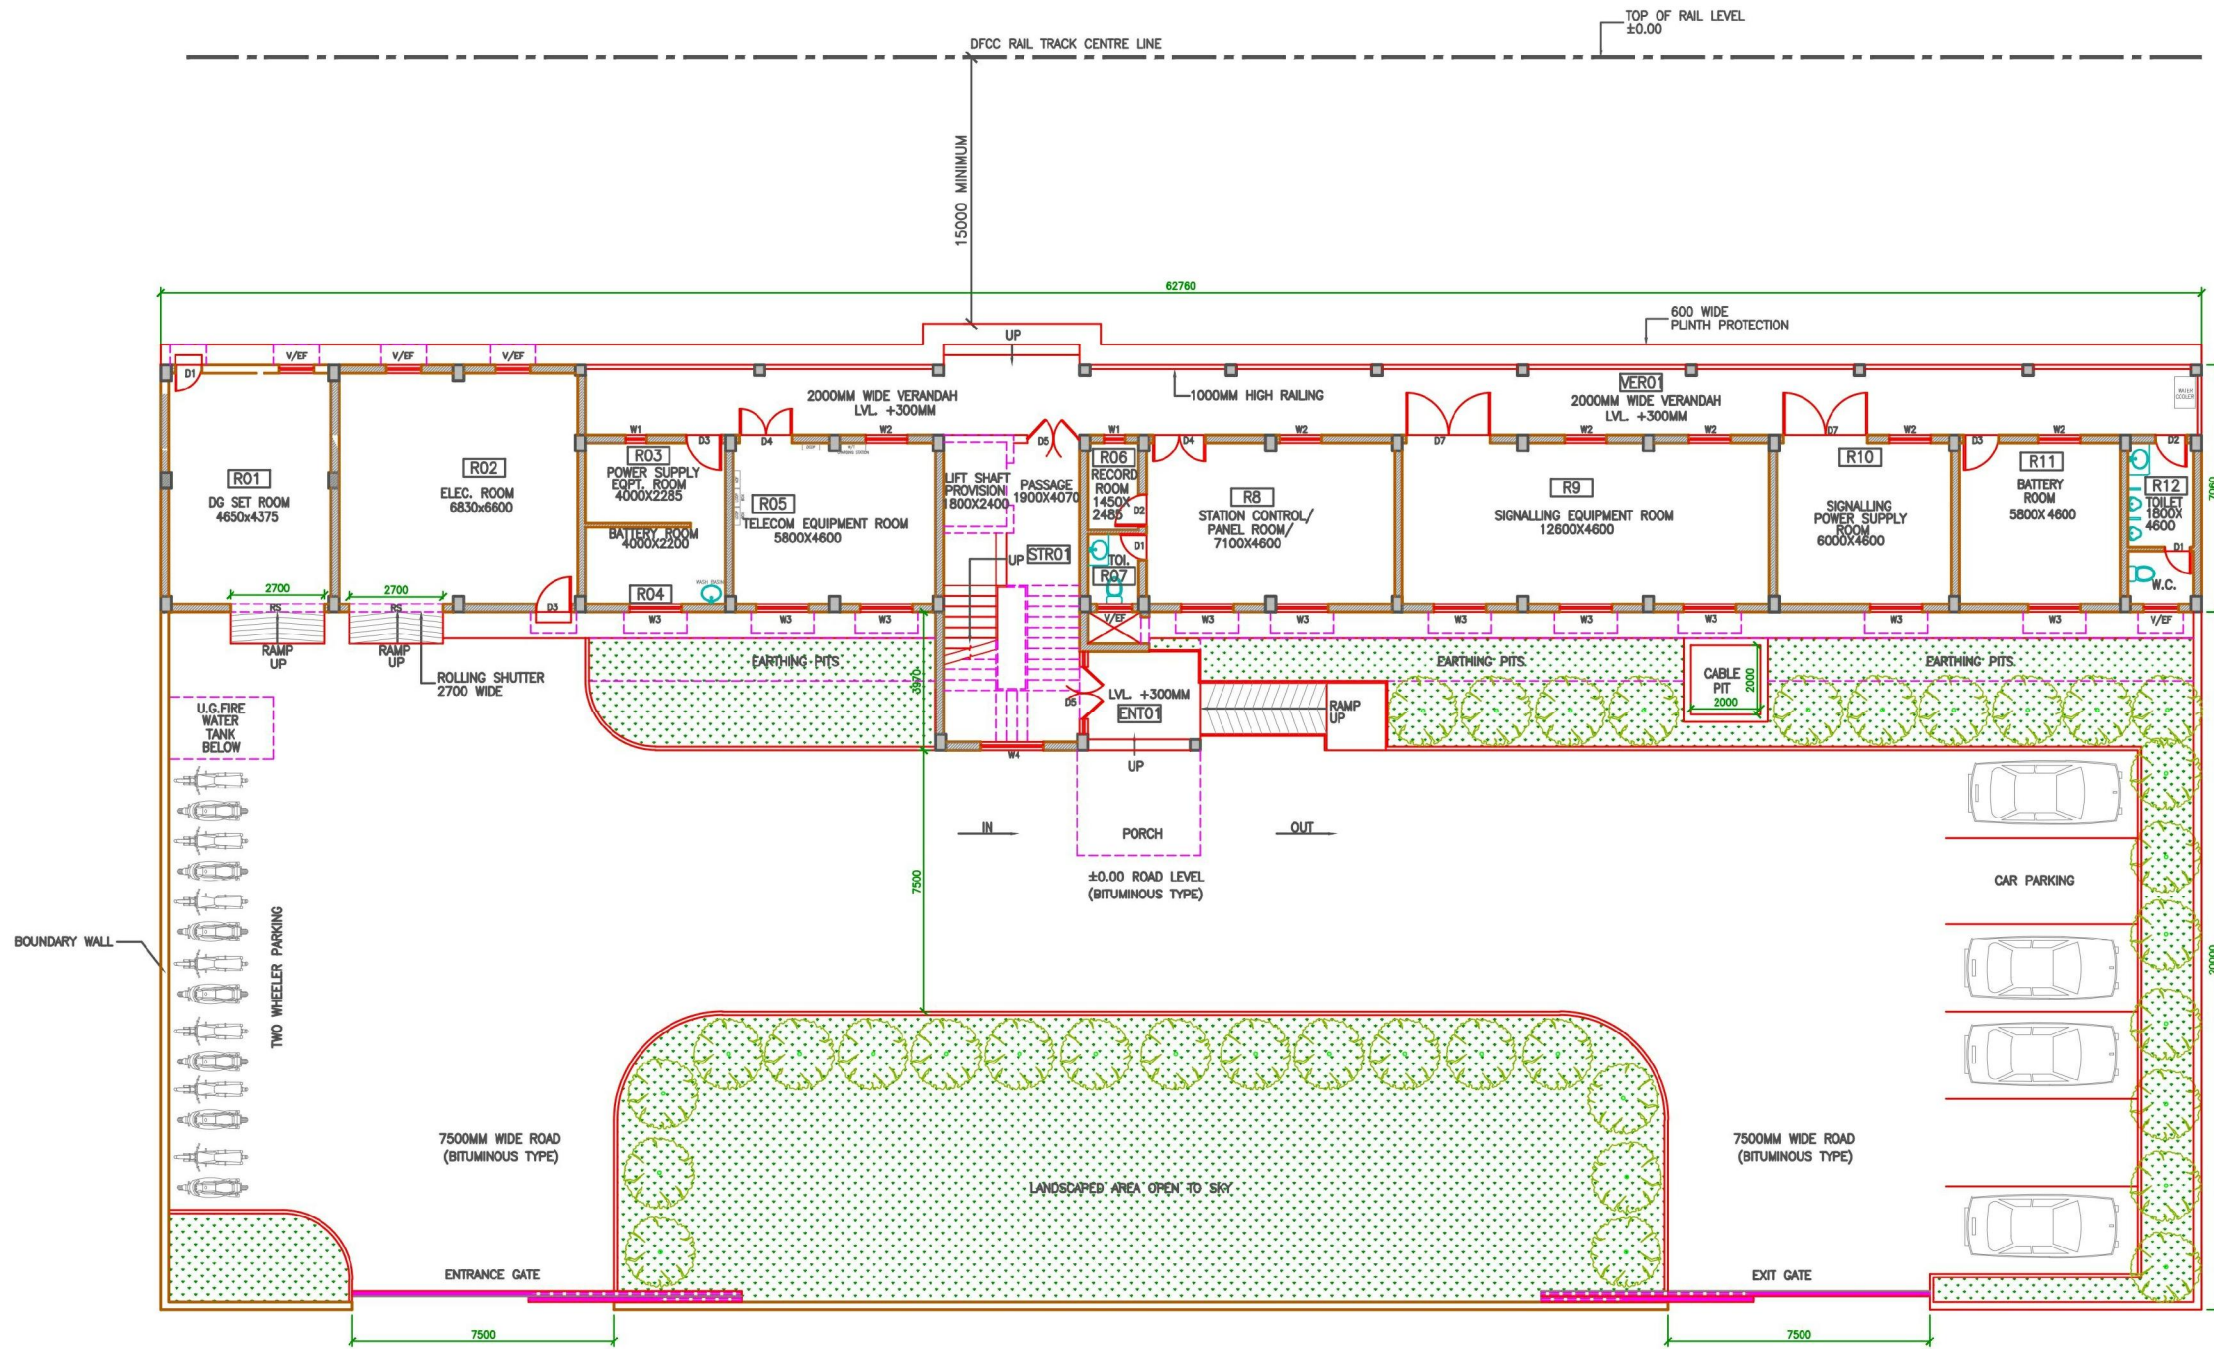 TOP OF RAIL LEVEL
±0.00
DFCC RAIL TRACK CENTRE LINE
15000 MINIMUM
62760
600 WIDE
PLINTH PROTECTION
UP
V/EF
V/EF
V/EF
D1
2000MM WIDE VERANDAH
LVL. +300MM
1000MM HIGH RAILING
VER01
2000MM WIDE VERANDAH
LVL. +300MM
WATER
COOLER
W1
D3
D4
W2
D5
W1
D4
W2
D7
W2
W2
D7
W2
D3
W2
D2
R01
DG SET ROOM
4650x4375
R02
ELEC. ROOM
6830x6600
R03
POWER SUPPLY
EQPT. ROOM
4000X2285
BATTERY ROOM
4000X2200
R04
WASH BASIN
R05
TELECOM EQUIPMENT ROOM
5800X4600
LIFT SHAFT
PROVISION
1800X2400
PASSAGE
1900X4070
UP
STR01
R06
RECORD
ROOM
1450X
2485
D2
D1
TOI.
R07
R8
STATION CONTROL/
PANEL ROOM/
7100X4600
R9
SIGNALLING EQUIPMENT ROOM
12600X4600
R10
SIGNALLING
POWER SUPPLY
ROOM
6000X4600
R11
BATTERY
ROOM
5800X4600
R12
TOILET
1800X
4600
D1
W.C.
7060
2700
2700
RS
RS
D3
W3
W3
W3
V/EF
W3
W3
W3
W3
W3
W3
W3
V/EF
RAMP
UP
RAMP
UP
ROLLING SHUTTER
2700 WIDE
EARTHING PITS
3970
D5
LVL. +300MM
ENT01
RAMP
UP
EARTHING PITS
CABLE
PIT
2000
2000
EARTHING PITS
U.G.FIRE
WATER
TANK
BELOW
W4
UP
IN
PORCH
OUT
±0.00 ROAD LEVEL
(BITUMINOUS TYPE)
7500
CAR PARKING
BOUNDARY WALL
TWO WHEELER PARKING
20000
7500MM WIDE ROAD
(BITUMINOUS TYPE)
LANDSCAPED AREA OPEN TO SKY
7500MM WIDE ROAD
(BITUMINOUS TYPE)
ENTRANCE GATE
EXIT GATE
7500
7500